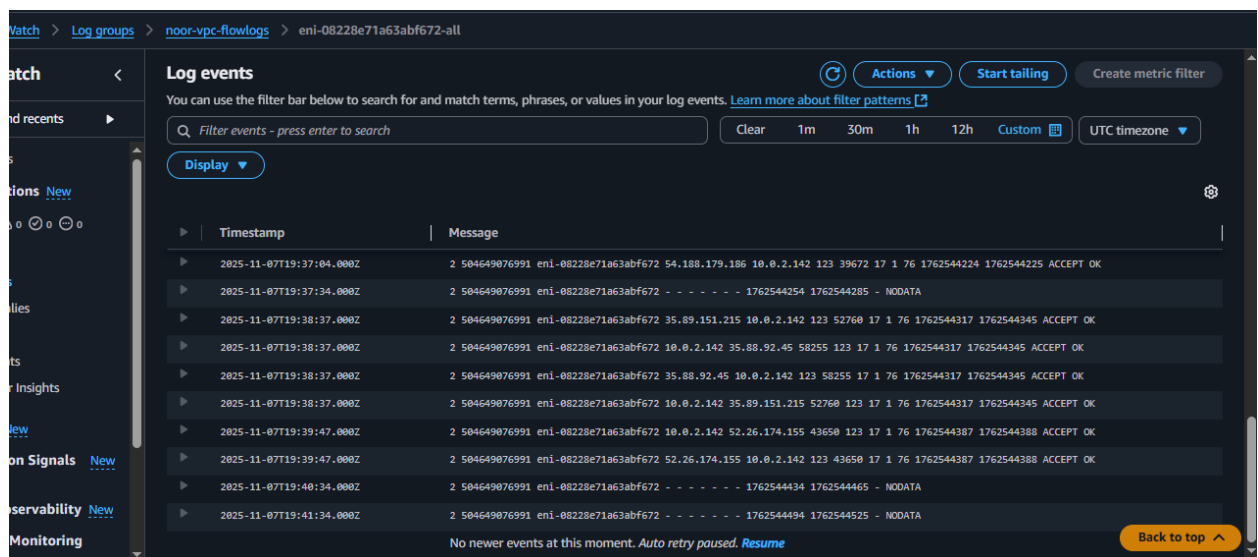 Watch > Log groups > noor-vpc-flowlogs > eni-08228e71a63abf672-all
Log events
Actions
Start tailing
Create metric filter
You can use the filter bar below to search for and match terms, phrases, or values in your log events. Learn more about filter patterns
Filter events - press enter to search
Clear 1m 30m 1h 12h Custom
UTC timezone
Display
atch
nd recents
s
tions New
0 0 0
s
lies
ts
r Insights
New
on Signals New
bservability New
Monitoring
Timestamp Message
2025-11-07T19:37:04.000Z 2 504649076991 eni-08228e71a63abf672 54.188.179.186 10.0.2.142 123 39672 17 1 76 1762544224 1762544225 ACCEPT OK
2025-11-07T19:37:34.000Z 2 504649076991 eni-08228e71a63abf672 - - - - - - - 1762544254 1762544285 - NODATA
2025-11-07T19:38:37.000Z 2 504649076991 eni-08228e71a63abf672 35.89.151.215 10.0.2.142 123 52760 17 1 76 1762544317 1762544345 ACCEPT OK
2025-11-07T19:38:37.000Z 2 504649076991 eni-08228e71a63abf672 10.0.2.142 35.88.92.45 58255 123 17 1 76 1762544317 1762544345 ACCEPT OK
2025-11-07T19:38:37.000Z 2 504649076991 eni-08228e71a63abf672 35.88.92.45 10.0.2.142 123 58255 17 1 76 1762544317 1762544345 ACCEPT OK
2025-11-07T19:38:37.000Z 2 504649076991 eni-08228e71a63abf672 10.0.2.142 35.89.151.215 52760 123 17 1 76 1762544317 1762544345 ACCEPT OK
2025-11-07T19:39:47.000Z 2 504649076991 eni-08228e71a63abf672 10.0.2.142 52.26.174.155 43650 123 17 1 76 1762544387 1762544388 ACCEPT OK
2025-11-07T19:39:47.000Z 2 504649076991 eni-08228e71a63abf672 52.26.174.155 10.0.2.142 123 43650 17 1 76 1762544387 1762544388 ACCEPT OK
2025-11-07T19:40:34.000Z 2 504649076991 eni-08228e71a63abf672 - - - - - - - 1762544434 1762544465 - NODATA
2025-11-07T19:41:34.000Z 2 504649076991 eni-08228e71a63abf672 - - - - - - - 1762544494 1762544525 - NODATA
No newer events at this moment. Auto retry paused. Resume
Back to top